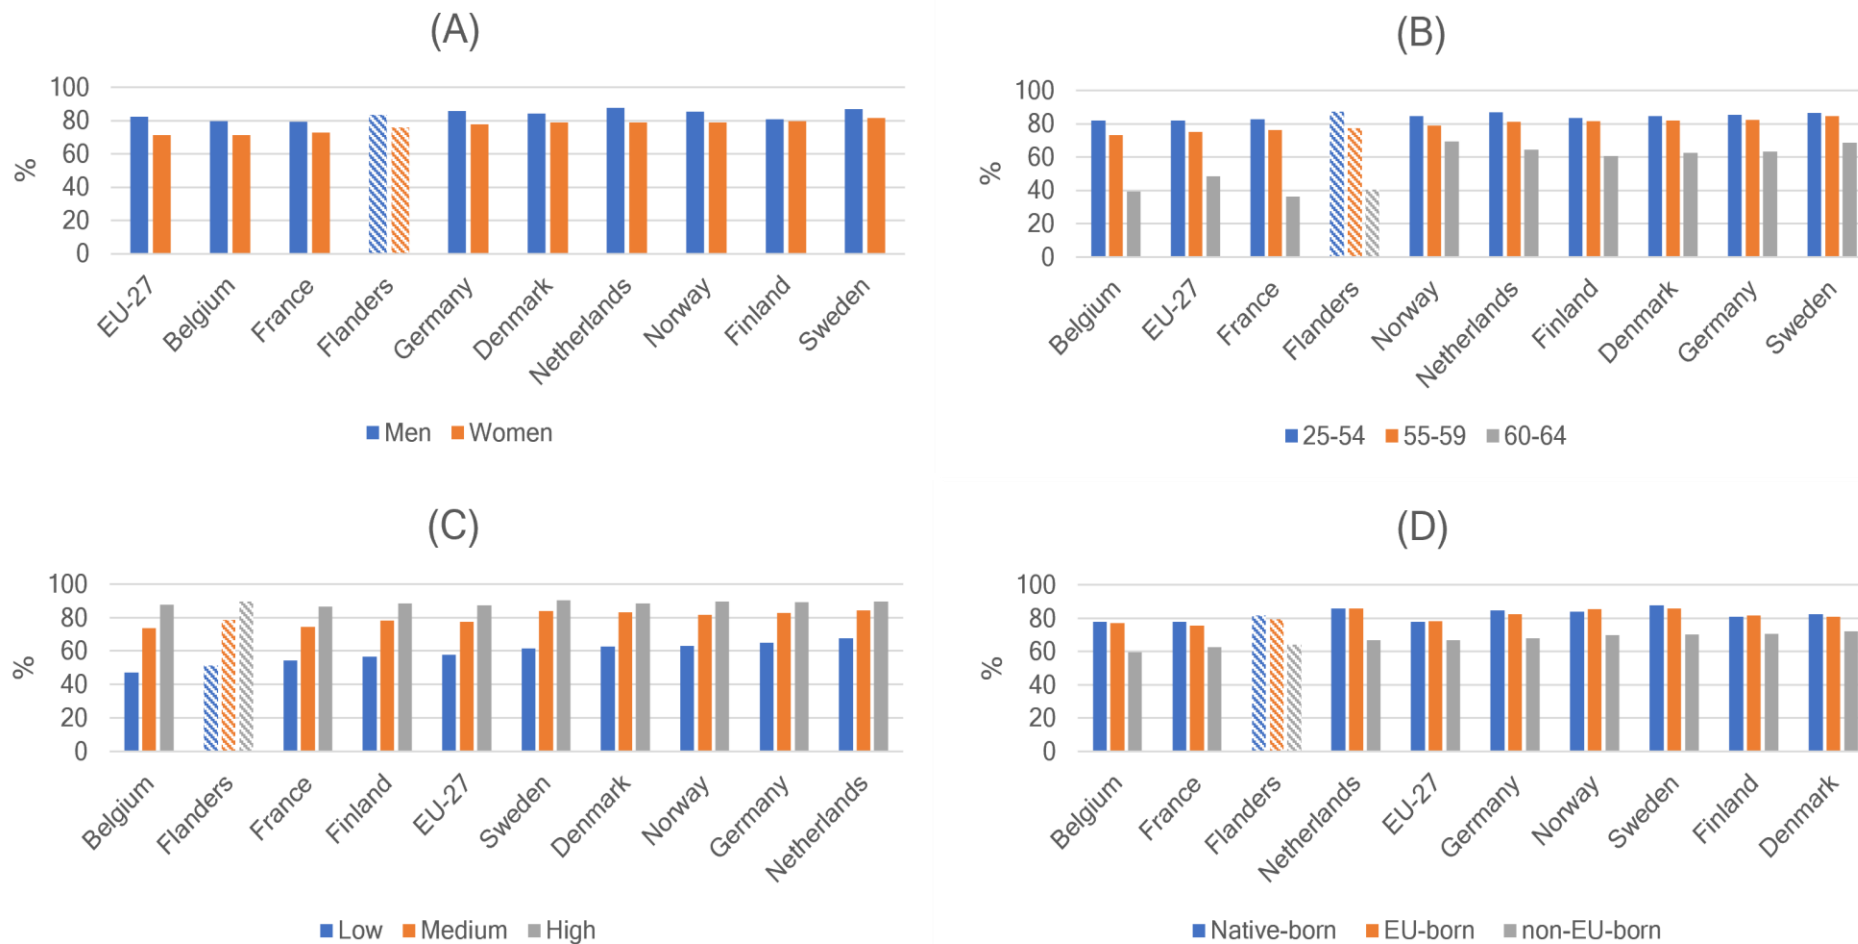 (A)
100
80
60
40
20
0
%
EU-27
Belgium
France
Flanders
Germany
Denmark
Netherlands
Norway
Finland
Sweden
Men Women
(B)
100
80
60
40
20
0
%
Belgium
EU-27
France
Flanders
Norway
Netherlands
Finland
Denmark
Germany
Sweden
25-54 55-59 60-64
(C)
100
80
60
40
20
0
%
Belgium
Flanders
France
Finland
EU-27
Sweden
Denmark
Norway
Germany
Netherlands
Low Medium High
(D)
100
80
60
40
20
0
%
Belgium
France
Flanders
Netherlands
EU-27
Germany
Norway
Sweden
Finland
Denmark
Native-born EU-born non-EU-born